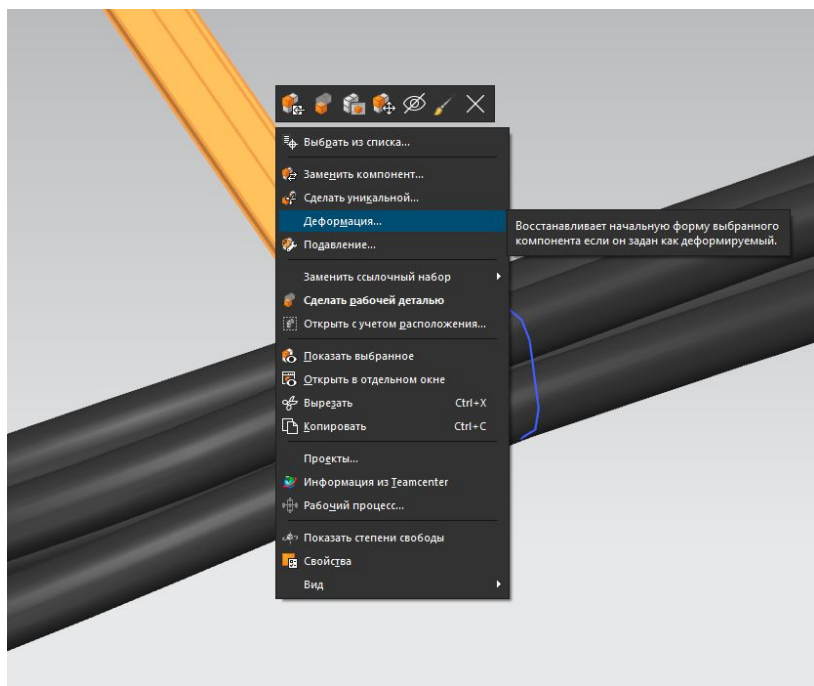 Выбрать из списка...
Заменить компонент...
Сделать уникальной...
Деформация...
Восстанавливает начальную форму выбранного
компонента если он задан как деформируемый.
Подавление...
Заменить ссылочный набор
Сделать рабочей деталью
Открыть с учетом расположения...
Показать выбранное
Открыть в отдельном окне
Вырезать Ctrl+X
Копировать Ctrl+C
Проекты...
Информация из Teamcenter
Рабочий процесс...
Показать степени свободы
Свойства
Вид